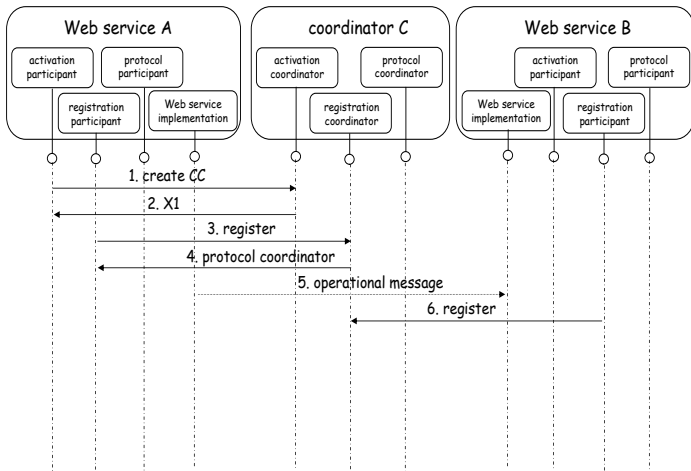 Web service A
coordinator C
Web service B
activation
participant
protocol
participant
activation
coordinator
protocol
coordinator
activation
participant
protocol
participant
registration
participant
Web service
implementation
registration
coordinator
Web service
implementation
registration
participant
1. create CC
2. X1
3. register
4. protocol coordinator
5. operational message
6. register